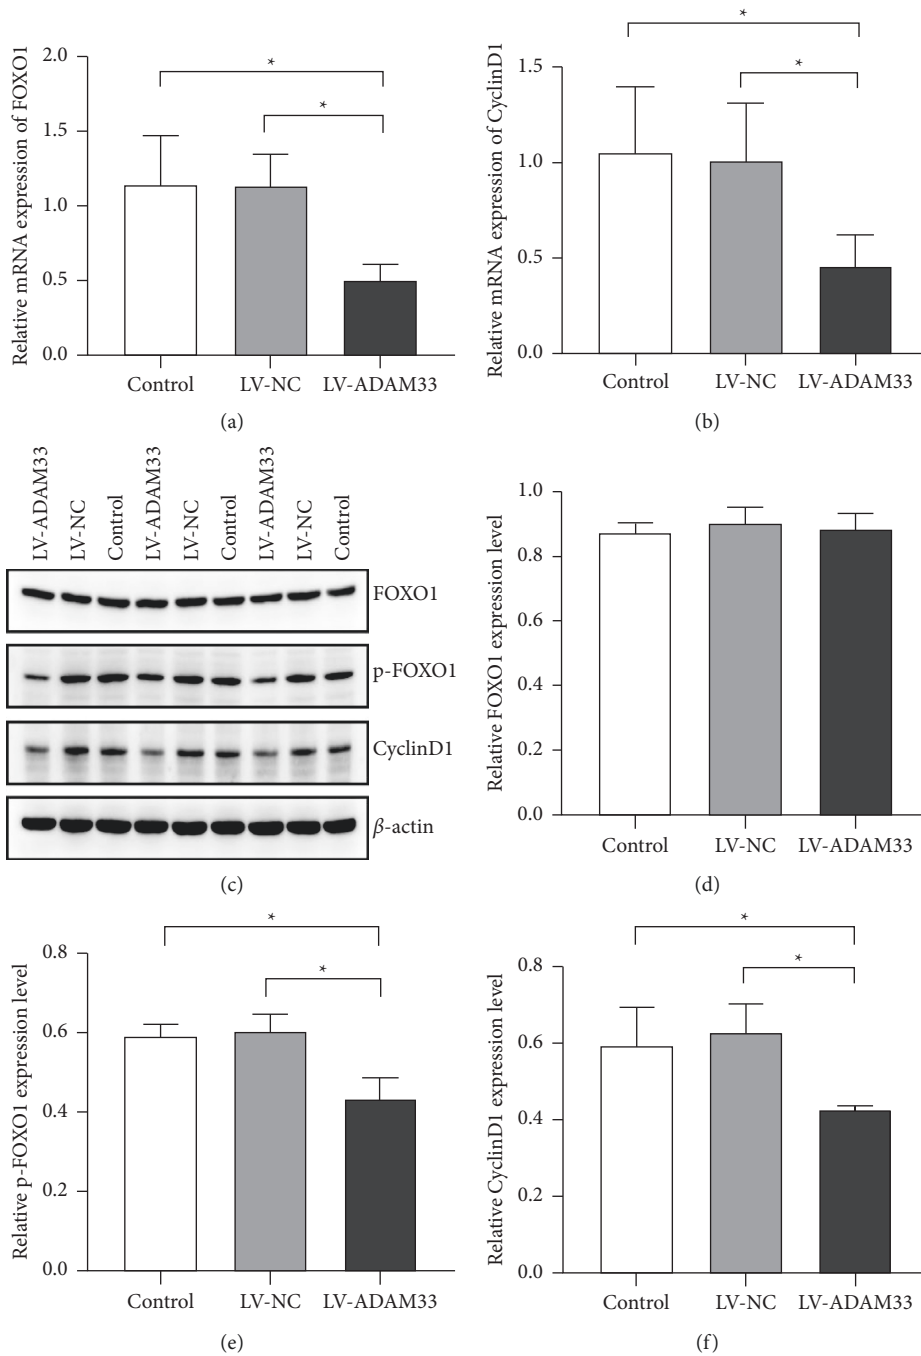 *
*
Relative mRNA expression of FOXO1
2.0
1.5
1.0
0.5
0.0
Control
LV-NC
LV-ADAM33
(a)
*
*
Relative mRNA expression of CyclinD1
1.5
1.0
0.5
0.0
Control
LV-NC
LV-ADAM33
(b)
LV-ADAM33
LV-NC
Control
LV-ADAM33
LV-NC
Control
LV-ADAM33
LV-NC
Control
FOXO1
p-FOXO1
CyclinD1
β-actin
(c)
Relative FOXO1 expression level
1.0
0.8
0.6
0.4
0.2
0.0
Control
LV-NC
LV-ADAM33
(d)
*
*
Relative p-FOXO1 expression level
0.8
0.6
0.4
0.2
0.0
Control
LV-NC
LV-ADAM33
(e)
*
*
Relative CyclinD1 expression level
0.8
0.6
0.4
0.2
0.0
Control
LV-NC
LV-ADAM33
(f)